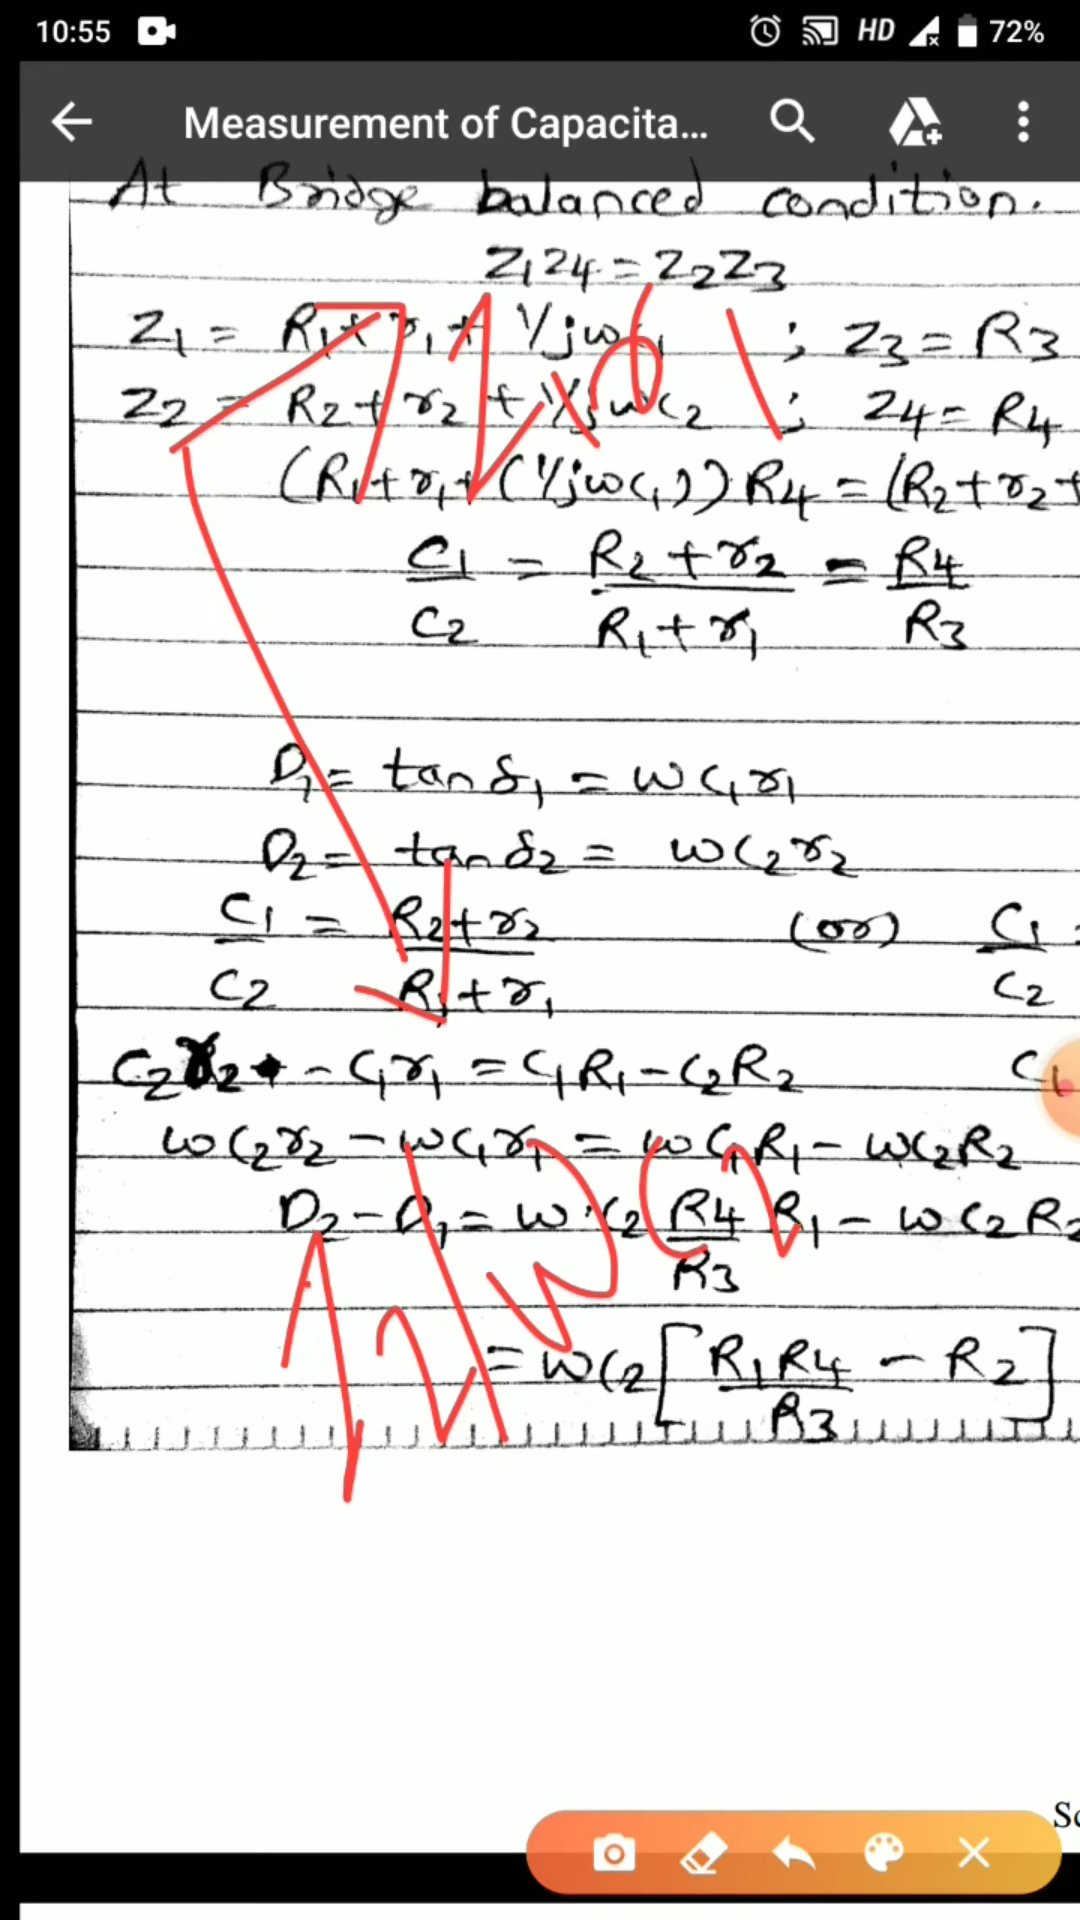 10:55 HD 72%
Measurement of Capacita...
At Bridge balanced condition.
Z1Z4 = Z2Z3
Z1 = R1 + r1 + 1/jωc1 ; Z3 = R3
Z2 = R2 + r2 + 1/jωc2 ; Z4 = R4
(R1 + r1 + (1/jωc1)) R4 = (R2 + r2 +
C1/C2 = R2 + r2/R1 + r1 = R4/R3
D1 = tan δ1 = ωc1r1
D2 = tan δ2 = ωc2r2
C1/C2 = R2 + r2/R1 + r1 (or) C1/C2 =
C2r2 - C1r1 = C1R1 - C2R2 C1
ωc2r2 - ωc1r1 = ωc1R1 - ωc2R2
D2 - D1 = ω c2 R4/R3 R1 - ωc2 R2
= ωc2 [R1R4/R3 - R2]
Sc